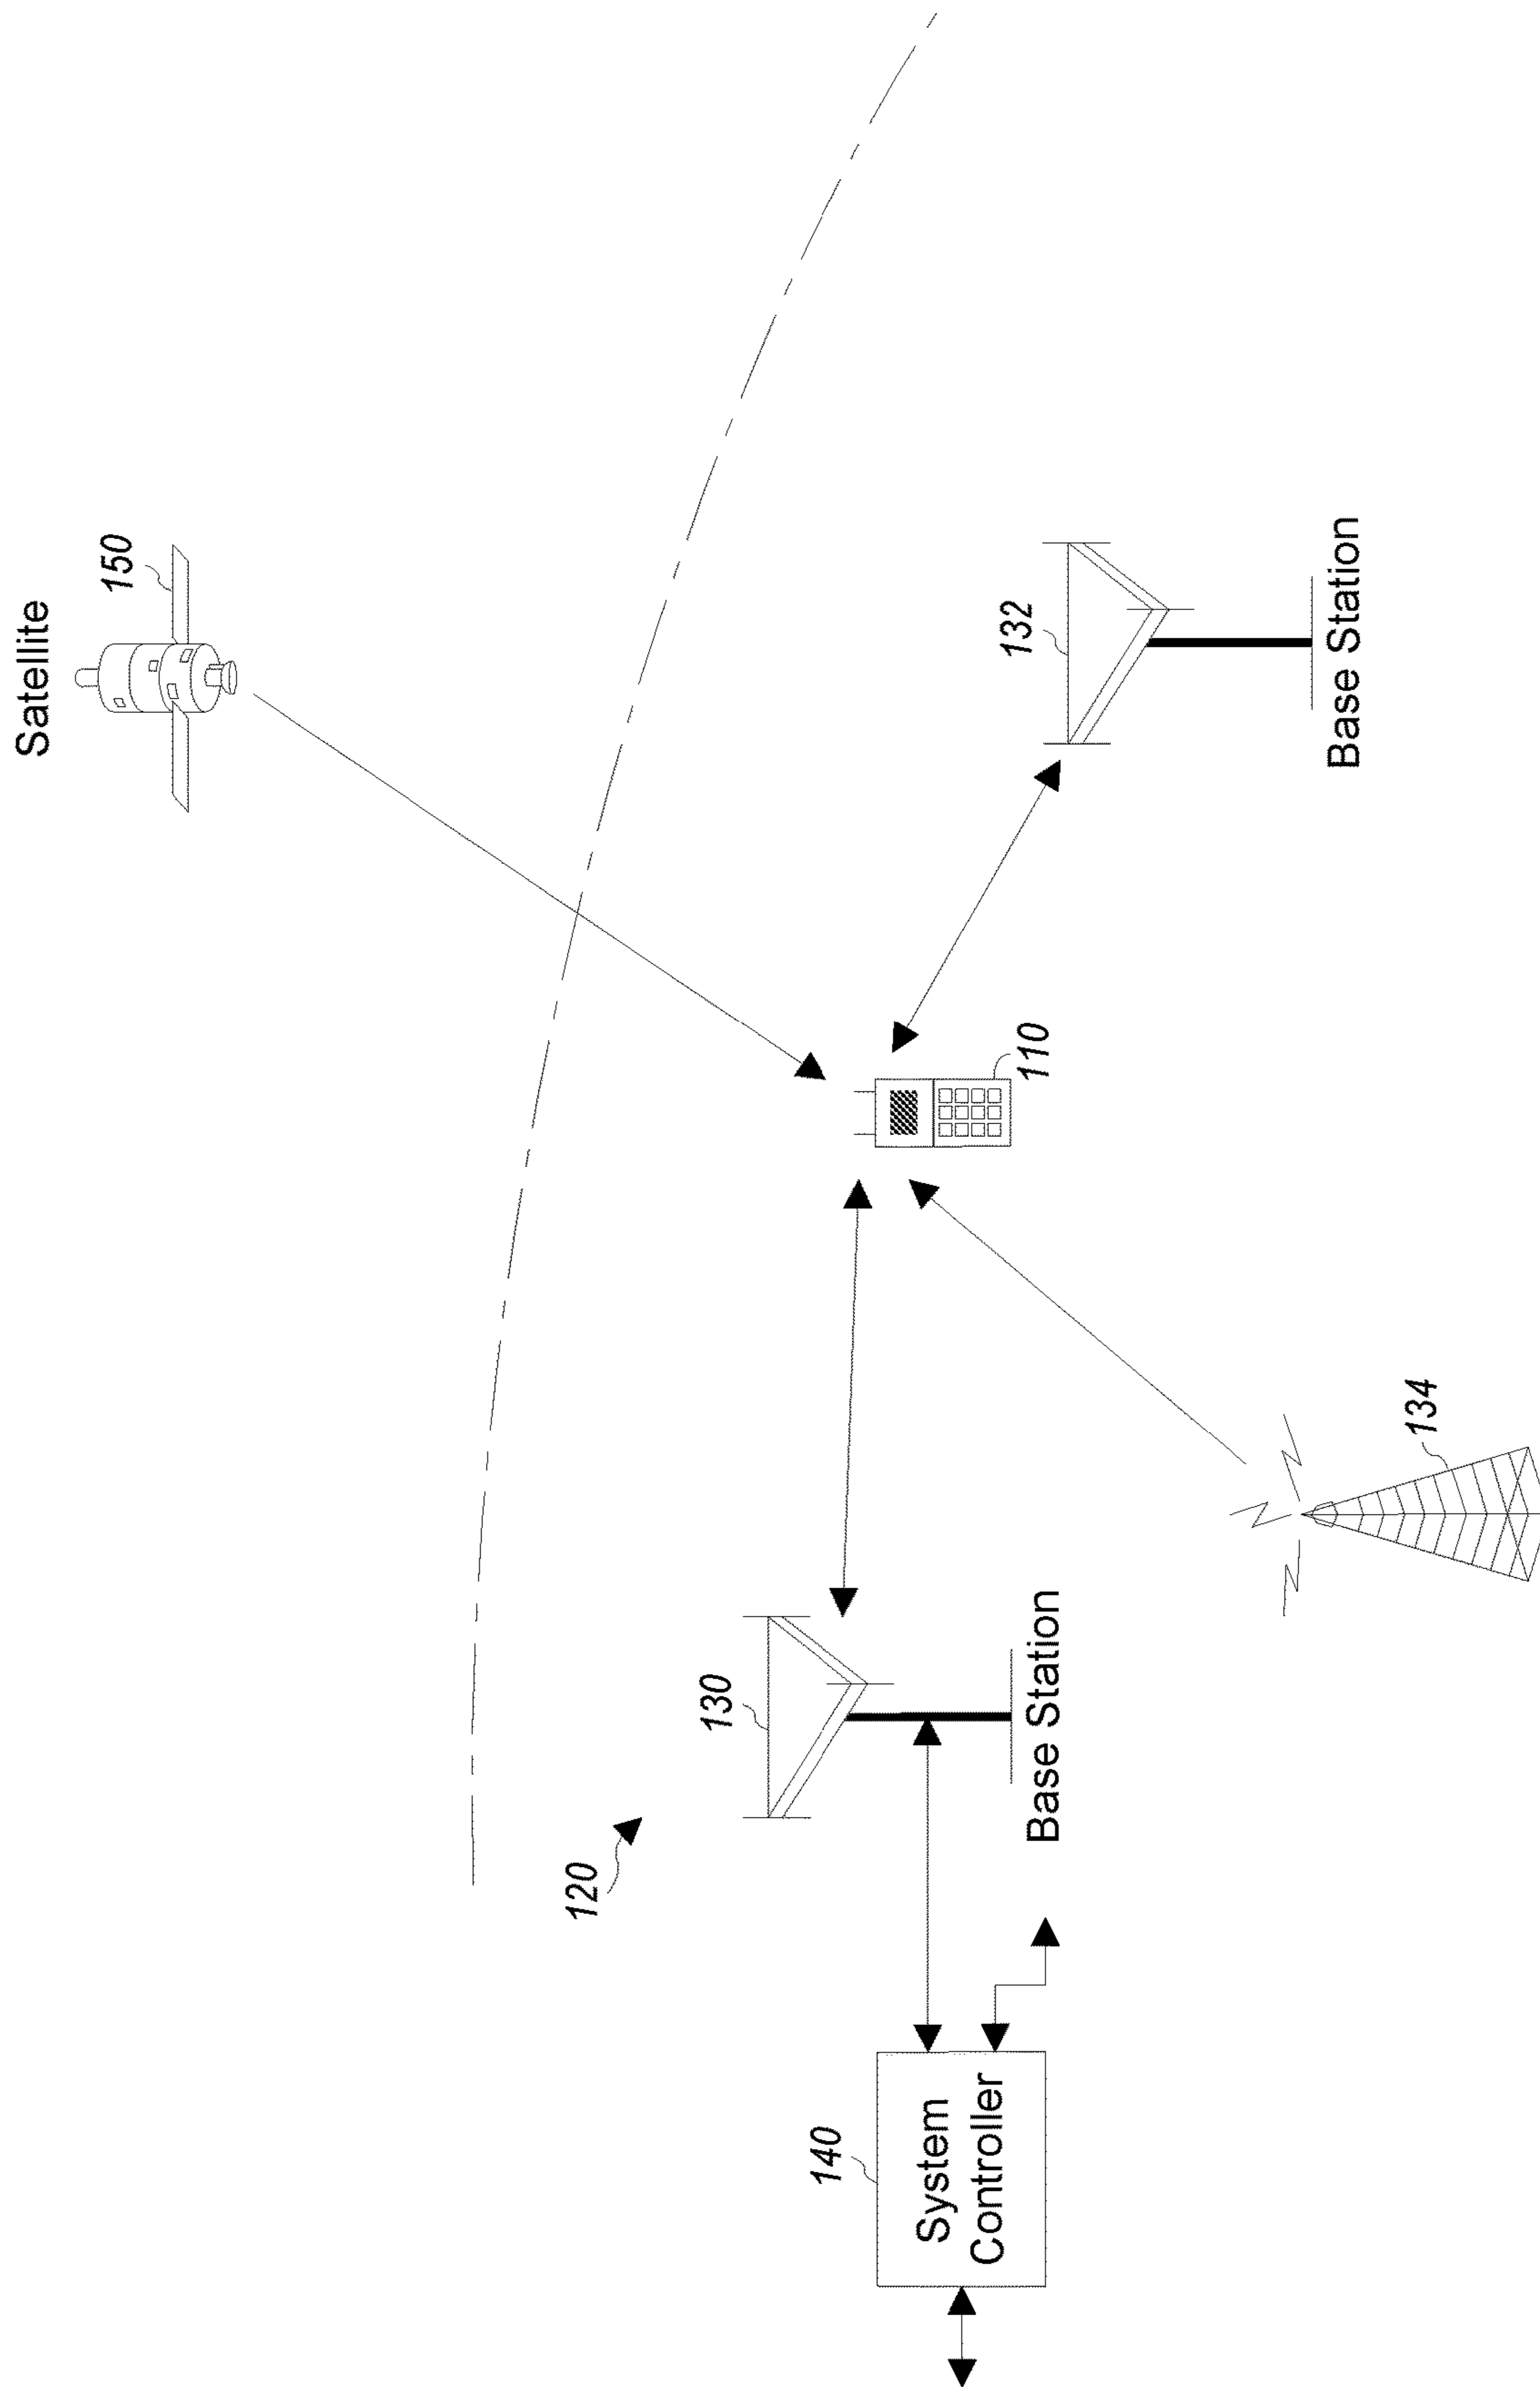 Satellite
150
120
130
132
140
System
Controller
Base Station
110
Base Station
134